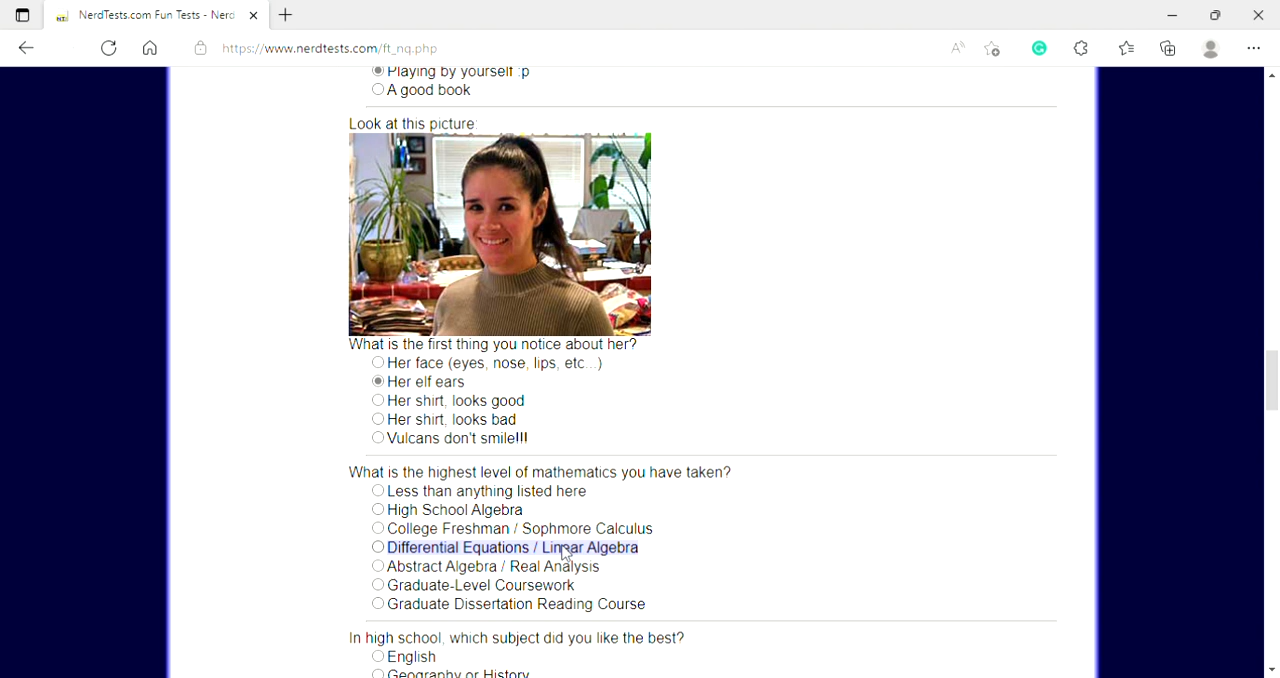 NerdTests.com Fun Tests - Nerd
https://www.nerdtests.com/ft_nq.php
Playing by yourself :p
A good book
Look at this picture:
What is the first thing you notice about her?
Her face (eyes, nose, lips, etc...)
Her elf ears
Her shirt, looks good
Her shirt, looks bad
Vulcans don't smile!!!
What is the highest level of mathematics you have taken?
Less than anything listed here
High School Algebra
College Freshman / Sophmore Calculus
Differential Equations / Linear Algebra
Abstract Algebra / Real Analysis
Graduate-Level Coursework
Graduate Dissertation Reading Course
In high school, which subject did you like the best?
English
Geography or History